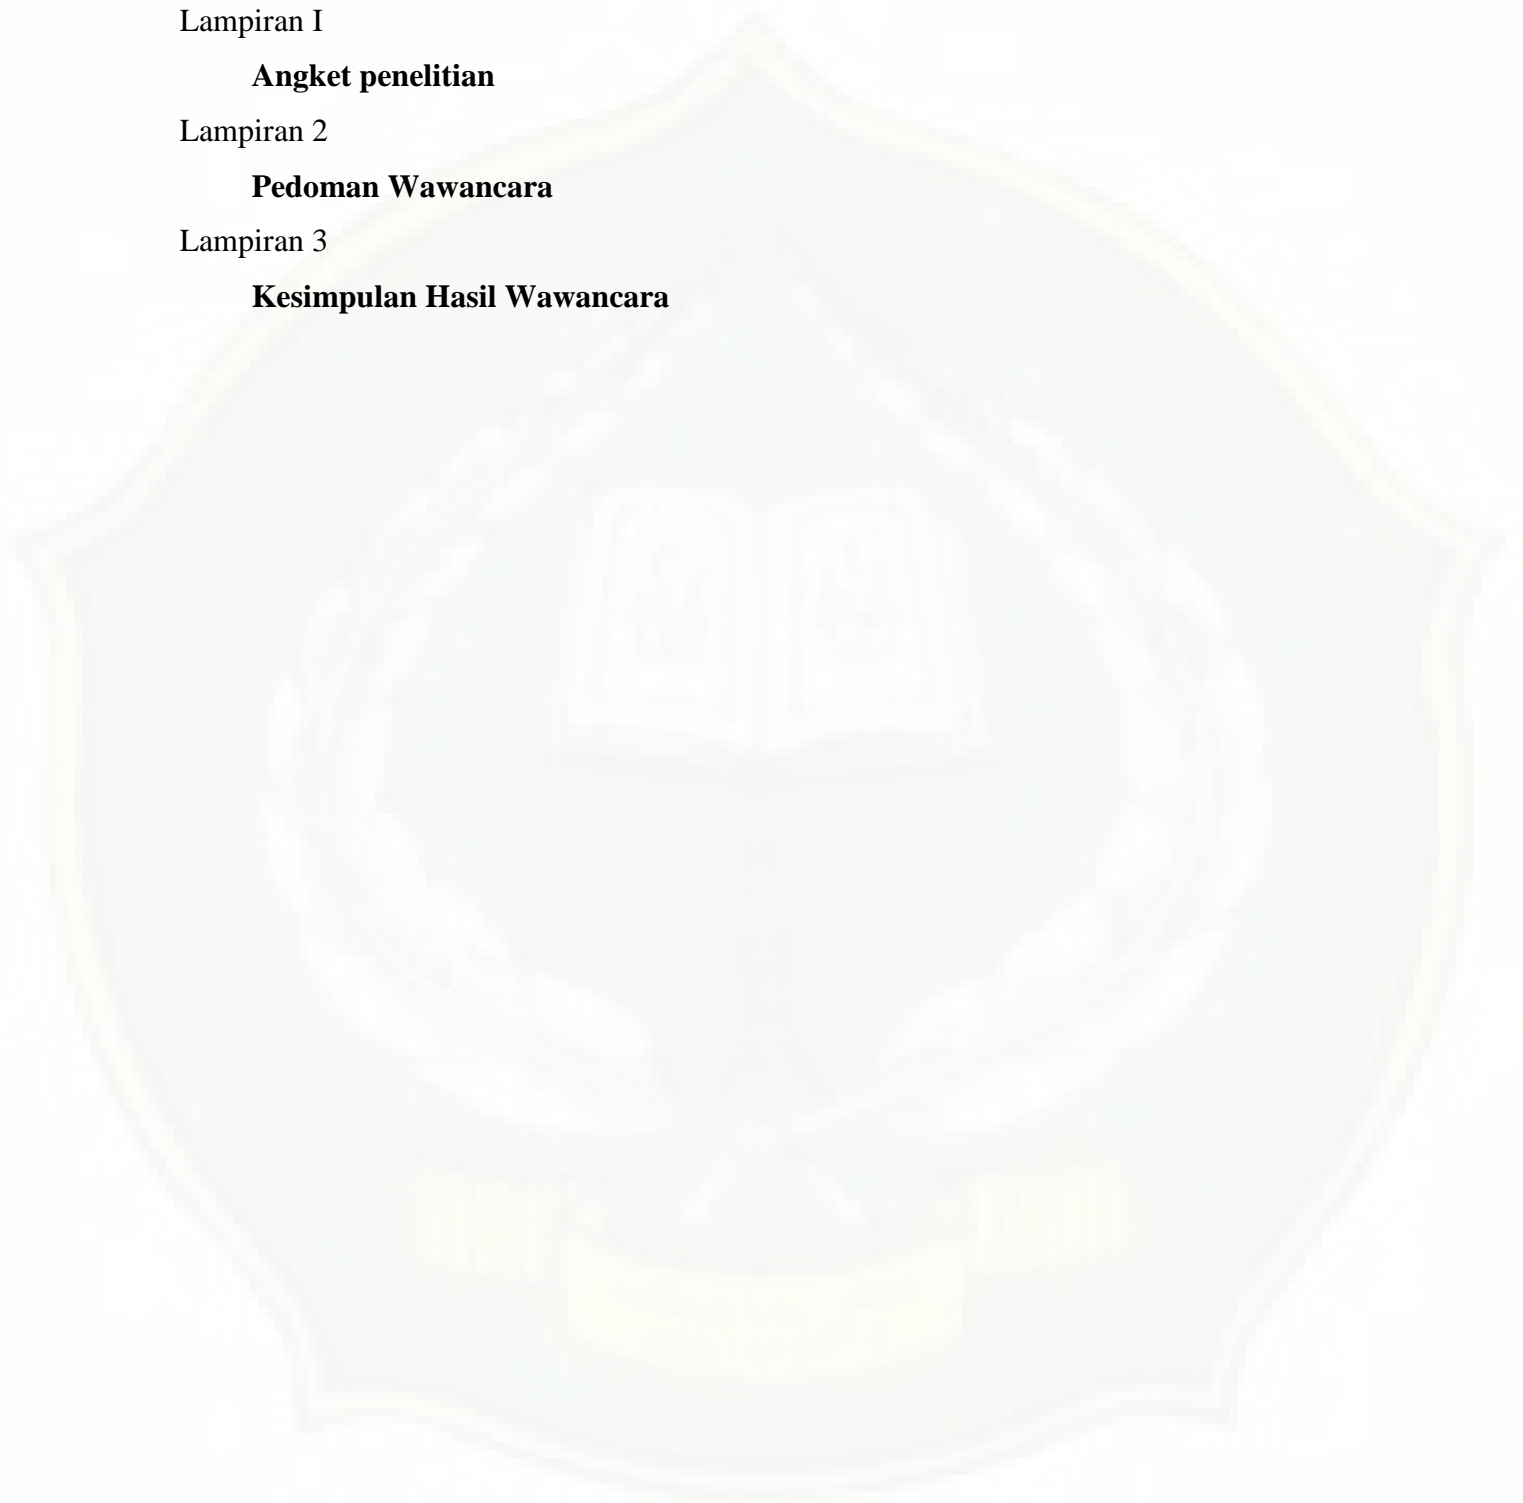 Lampiran I
Angket penelitian
Lampiran 2
Pedoman Wawancara
Lampiran 3
Kesimpulan Hasil Wawancara